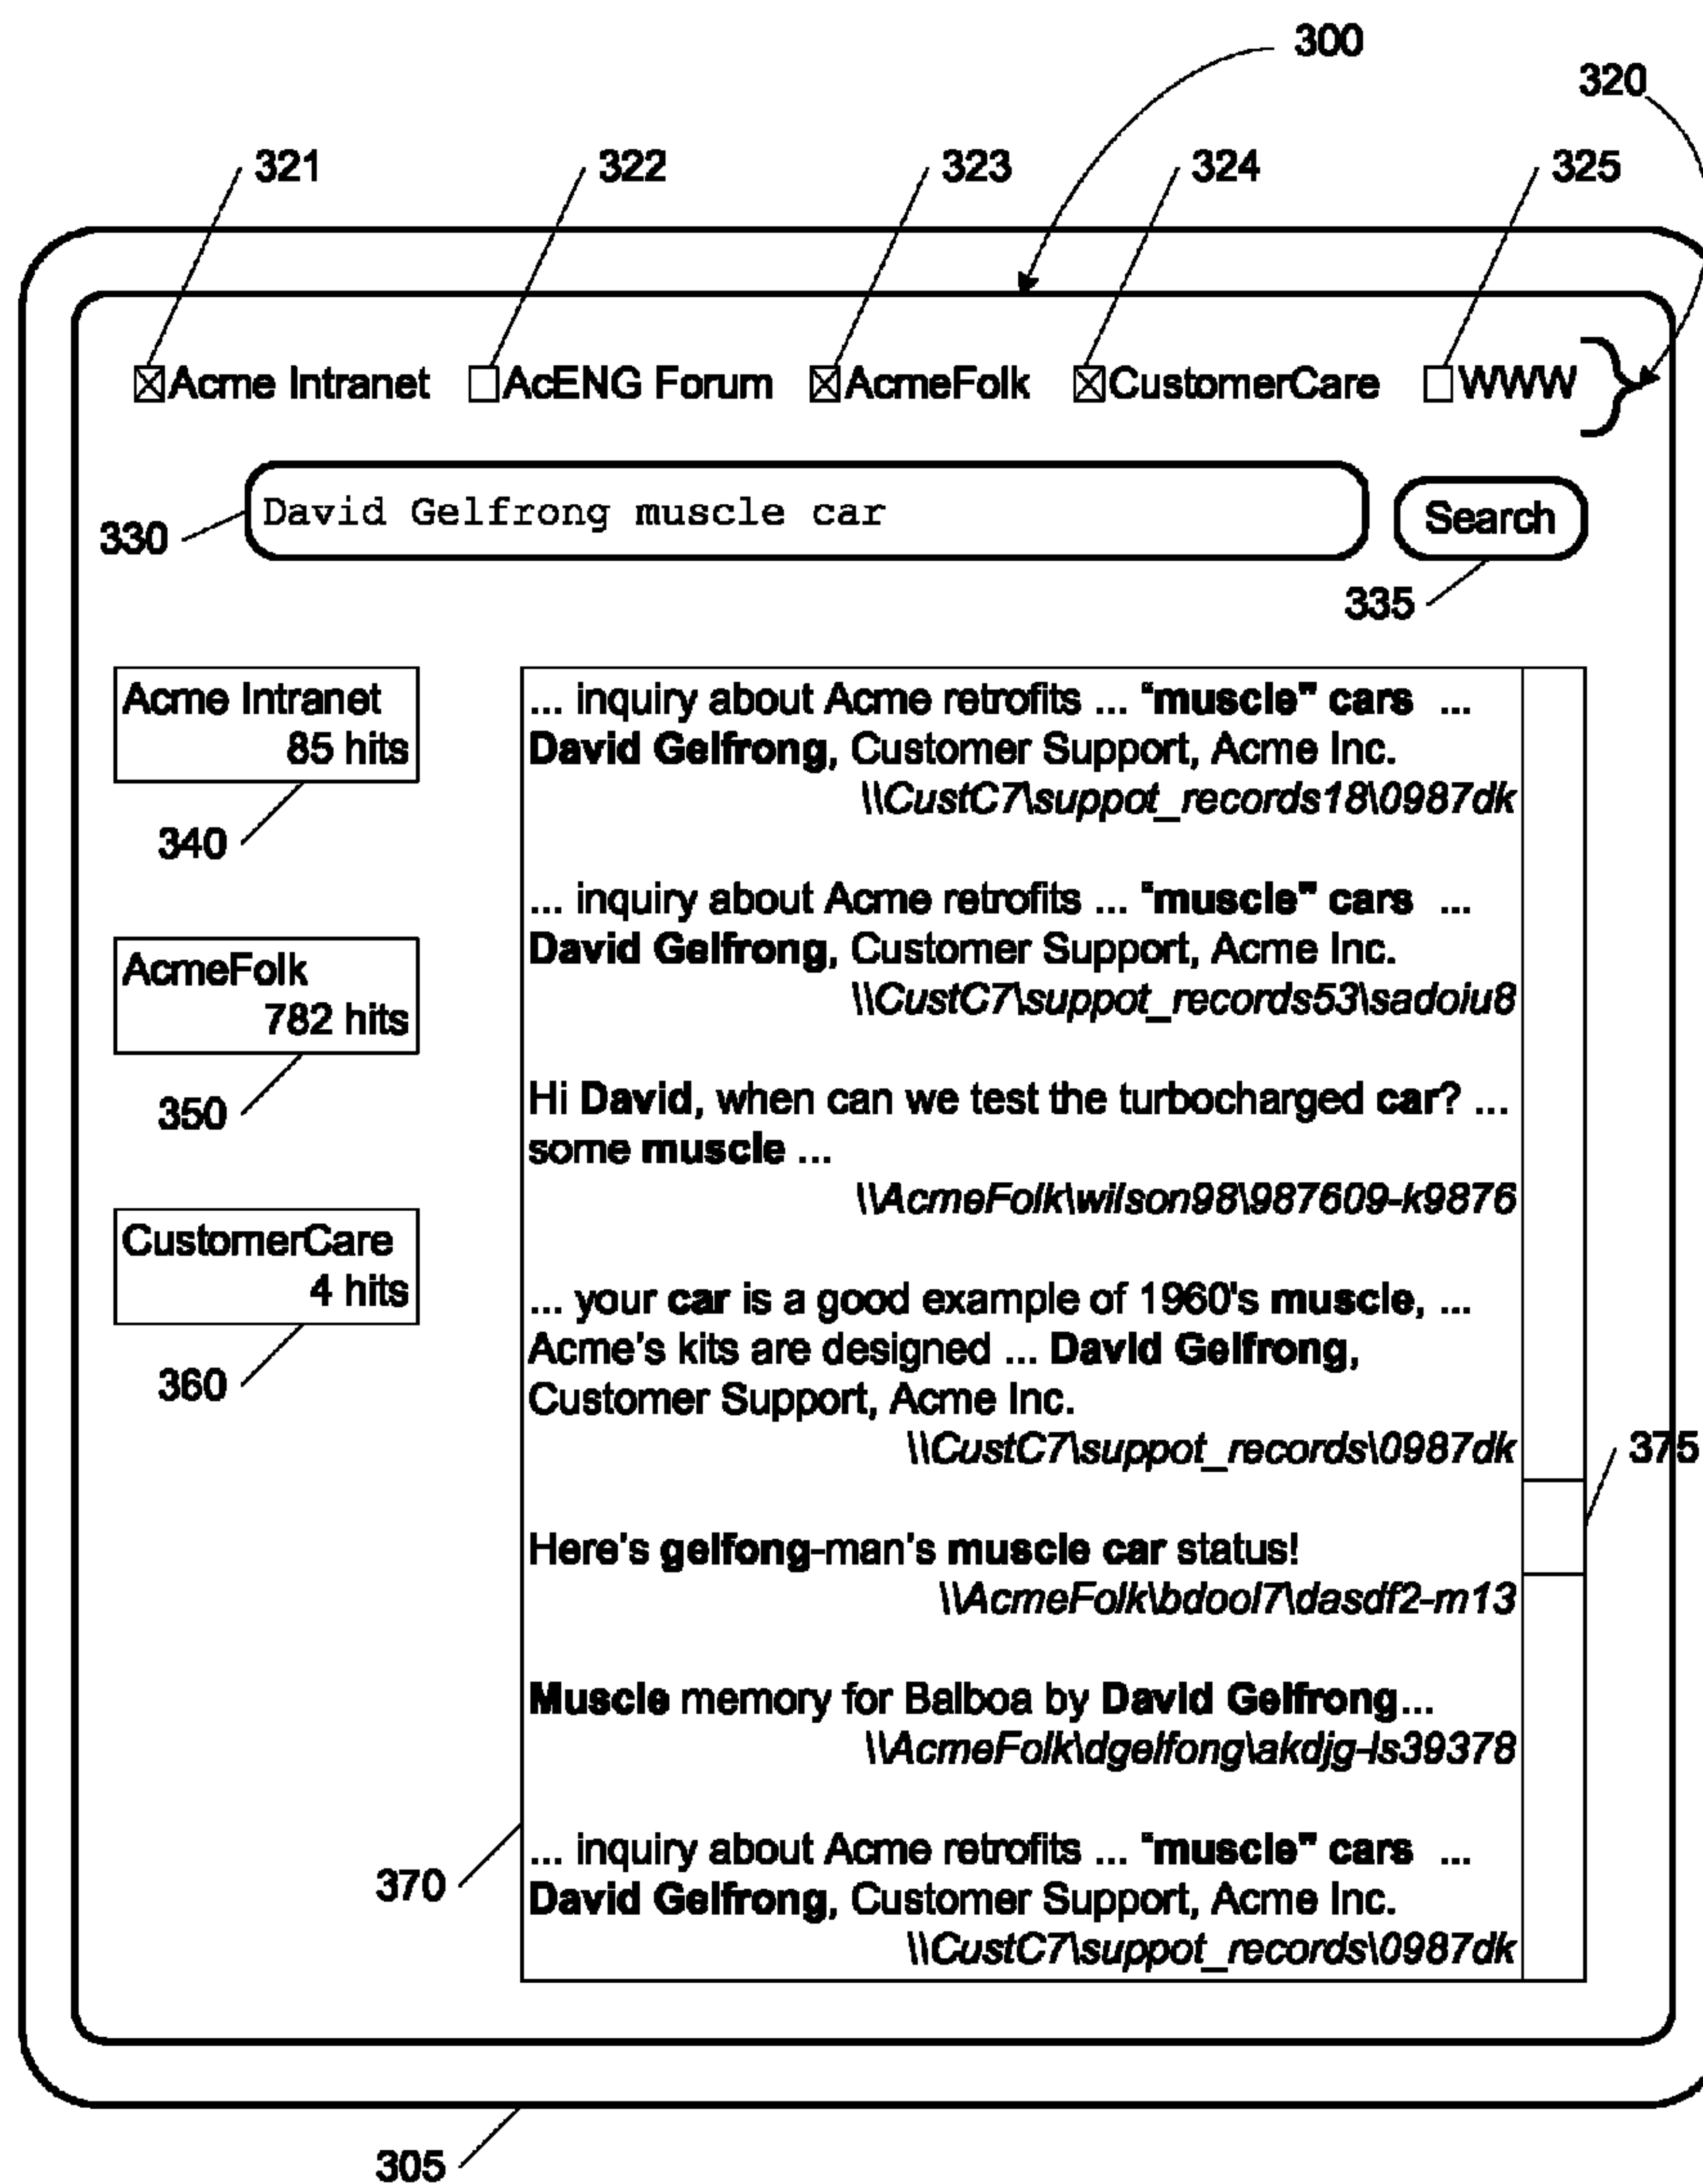 300
320
321 322 323 324 325
Acme Intranet AcENG Forum AcmeFolk CustomerCare WWW
David Gelfrong muscle car
Search
330
335
Acme Intranet
85 hits
340
AcmeFolk
782 hits
350
CustomerCare
4 hits
360
... inquiry about Acme retrofits ... "muscle" cars ...
David Gelfrong, Customer Support, Acme Inc.
\\CustC7\suppot_records18\0987dk
... inquiry about Acme retrofits ... "muscle" cars ...
David Gelfrong, Customer Support, Acme Inc.
\\CustC7\suppot_records53\sadoiu8
Hi David, when can we test the turbocharged car? ...
some muscle ...
\\AcmeFolk\wilson98\987609-k9876
... your car is a good example of 1960's muscle, ...
Acme's kits are designed ... David Gelfrong,
Customer Support, Acme Inc.
\\CustC7\suppot_records\0987dk
375
Here's gelfong-man's muscle car status!
\\AcmeFolk\bdool7\dasdf2-m13
Muscle memory for Balboa by David Gelfrong...
\\AcmeFolk\dgelfong\akdjg-ls39378
... inquiry about Acme retrofits ... "muscle" cars ...
David Gelfrong, Customer Support, Acme Inc.
\\CustC7\suppot_records\0987dk
370
305